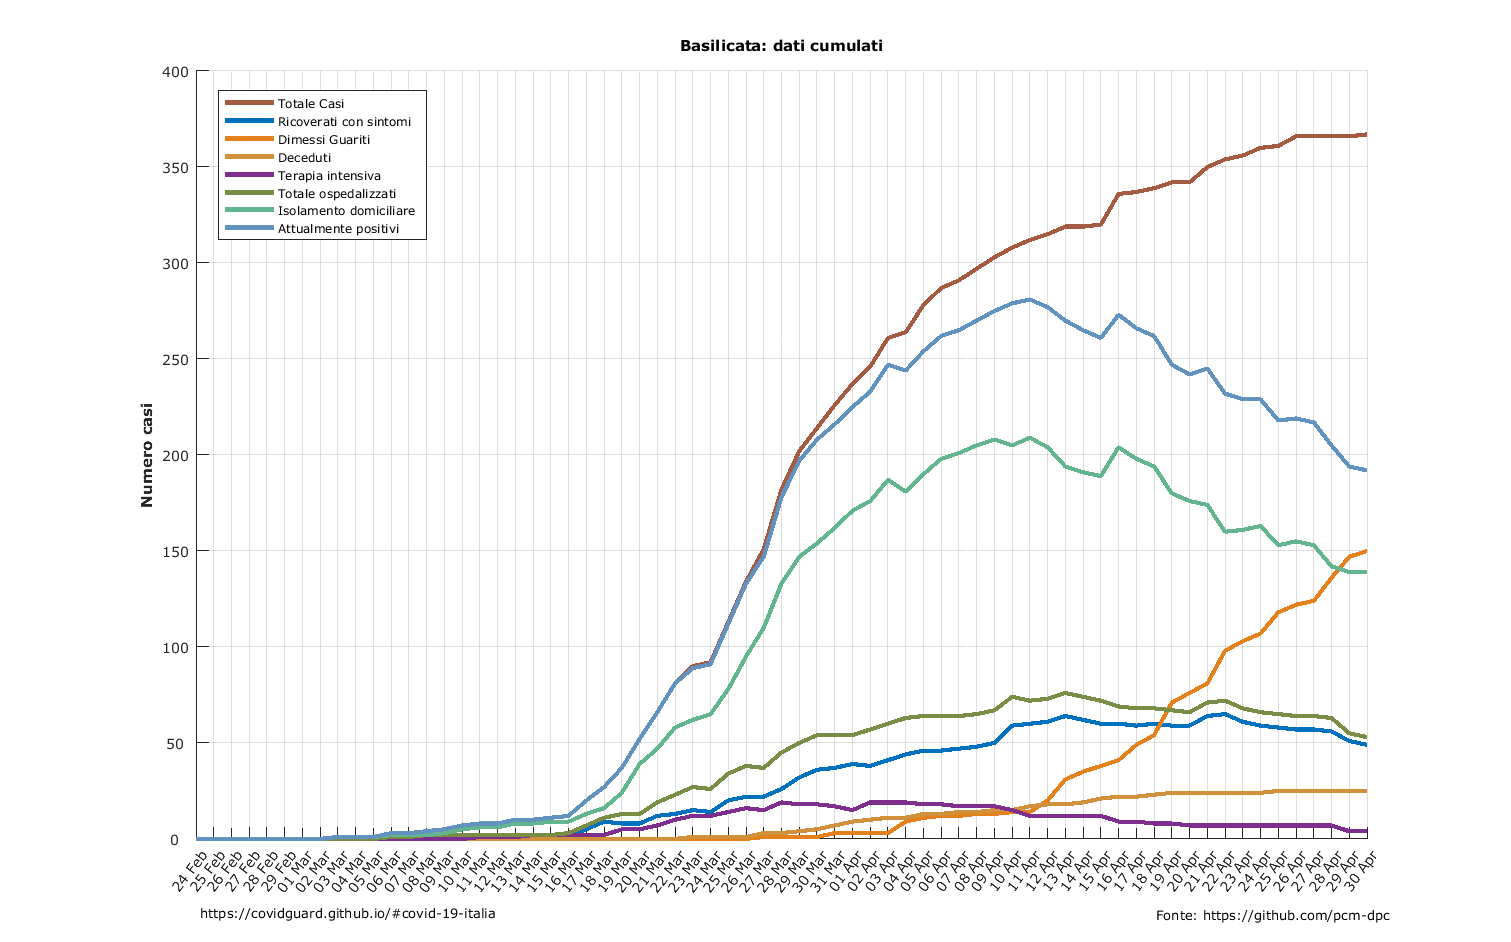 Basilicata: dati cumulati
400
350
300
250
200
150
100
50
0
Numero casi
Totale Casi
Ricoverati con sintomi
Dimessi Guariti
Deceduti
Terapia intensiva
Totale ospedalizzati
Isolamento domiciliare
Attualmente positivi
24 Feb
25 Feb
26 Feb
27 Feb
28 Feb
29 Feb
01 Mar
02 Mar
03 Mar
04 Mar
05 Mar
06 Mar
07 Mar
08 Mar
09 Mar
10 Mar
11 Mar
12 Mar
13 Mar
14 Mar
15 Mar
16 Mar
17 Mar
18 Mar
19 Mar
20 Mar
21 Mar
22 Mar
23 Mar
24 Mar
25 Mar
26 Mar
27 Mar
28 Mar
29 Mar
30 Mar
31 Mar
01 Apr
02 Apr
03 Apr
04 Apr
05 Apr
06 Apr
07 Apr
08 Apr
09 Apr
10 Apr
11 Apr
12 Apr
13 Apr
14 Apr
15 Apr
16 Apr
17 Apr
18 Apr
19 Apr
20 Apr
21 Apr
22 Apr
23 Apr
24 Apr
25 Apr
26 Apr
27 Apr
28 Apr
29 Apr
30 Apr
https://covidguard.github.io/#covid-19-italia
Fonte: https://github.com/pcm-dpc